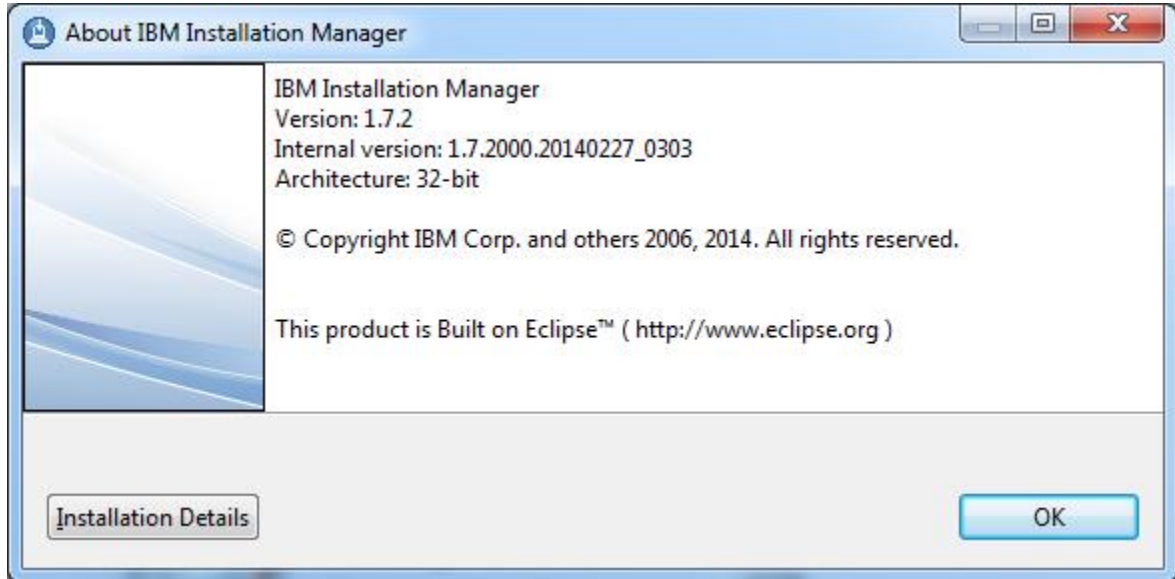 About IBM Installation Manager
IBM Installation Manager
Version: 1.7.2
Internal version: 1.7.2000.20140227_0303
Architecture: 32-bit
© Copyright IBM Corp. and others 2006, 2014. All rights reserved.
This product is Built on Eclipse™ ( http://www.eclipse.org )
Installation Details
OK